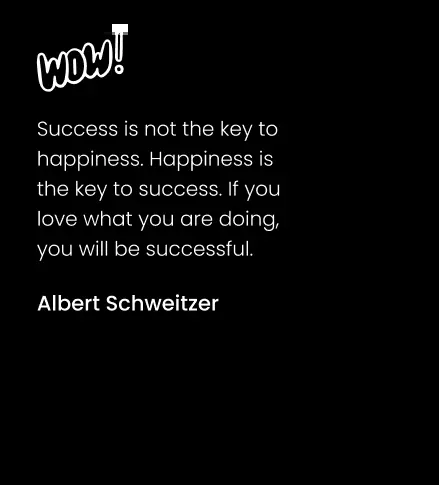 WOW!
Success is not the key to
happiness. Happiness is
the key to success. If you
love what you are doing,
you will be successful.
Albert Schweitzer